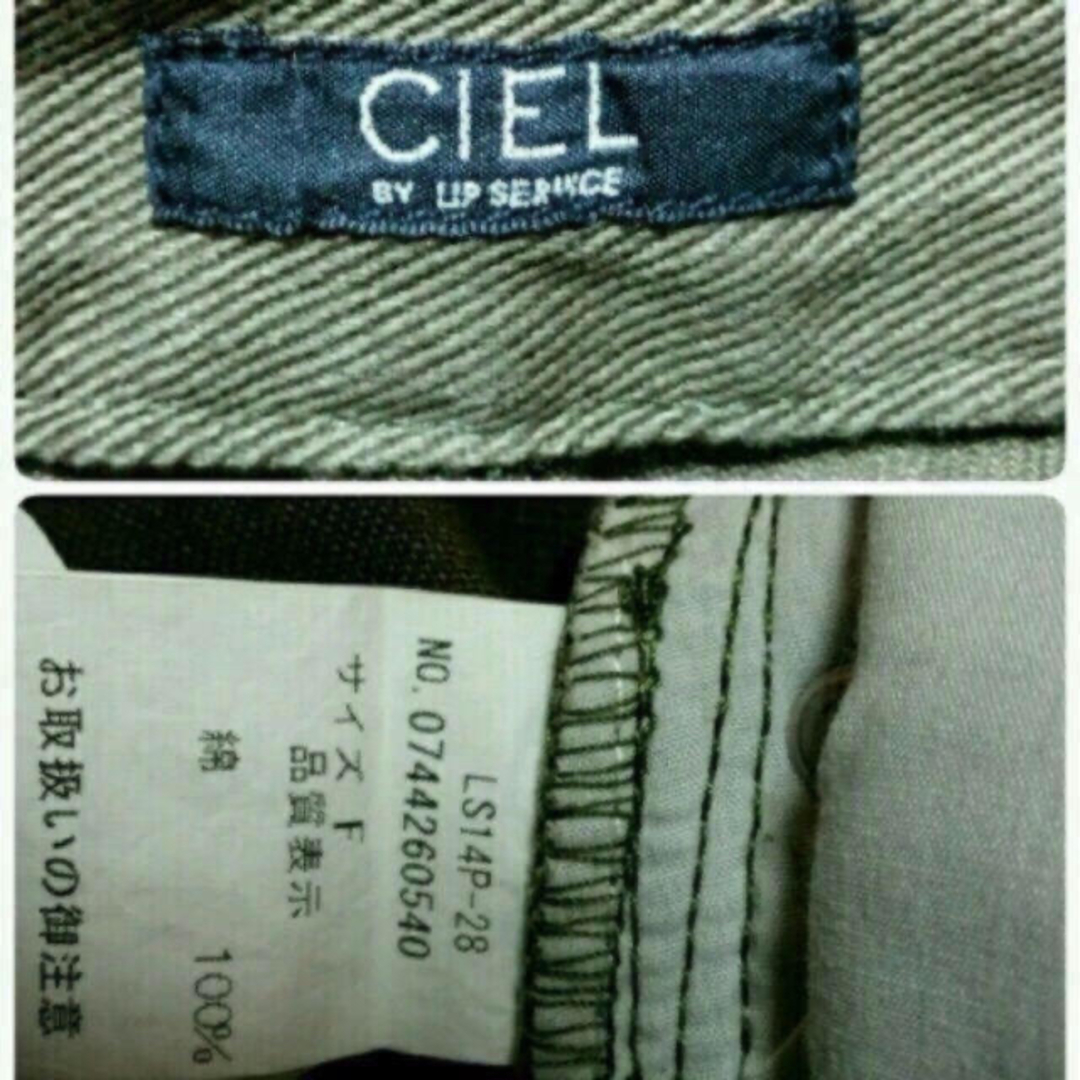 CIEL
BY LIP SERVICE
LS14P-28
NO. 0744260540
サイズ F
品質表示
綿 100%
お取扱いの御注意